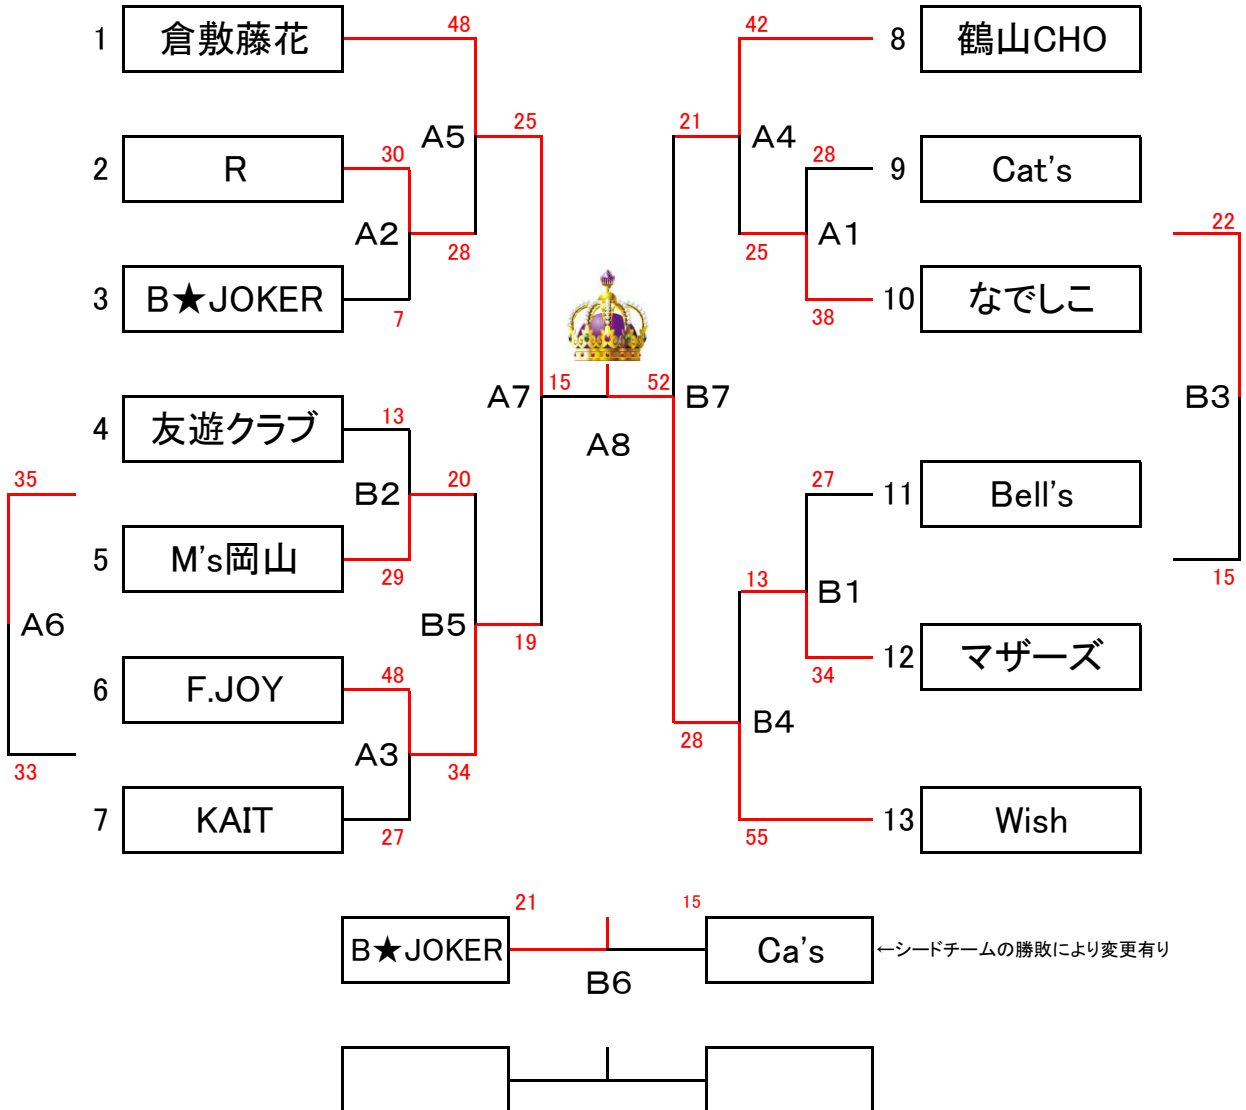 1 倉敷藤花 48 42 8 鶴山CHO
A5 25 21 A4
2 R 30 28 9 Cat's
A2 28 25 A1 22
3 B★JOKER 7 38 10 なでしこ
A7 15 52 B7 B3
4 友遊クラブ 13 A8
35 B2 20 27 11 Bell's
5 M's岡山 29 13 B1 15
A6 B5 19
6 F.JOY 48 34 12 マザーズ
A3 34 28 B4
33
7 KAIT 27 55 13 Wish
21 15
B★JOKER Ca's ←シードチームの勝敗により変更有り
B6